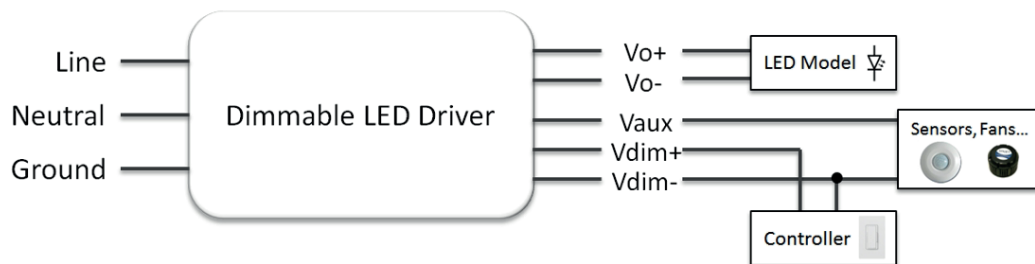 Line
Neutral
Ground
Dimmable LED Driver
Vo+
Vo-
Vaux
Vdim+
Vdim-
LED Model
Sensors, Fans...
Controller